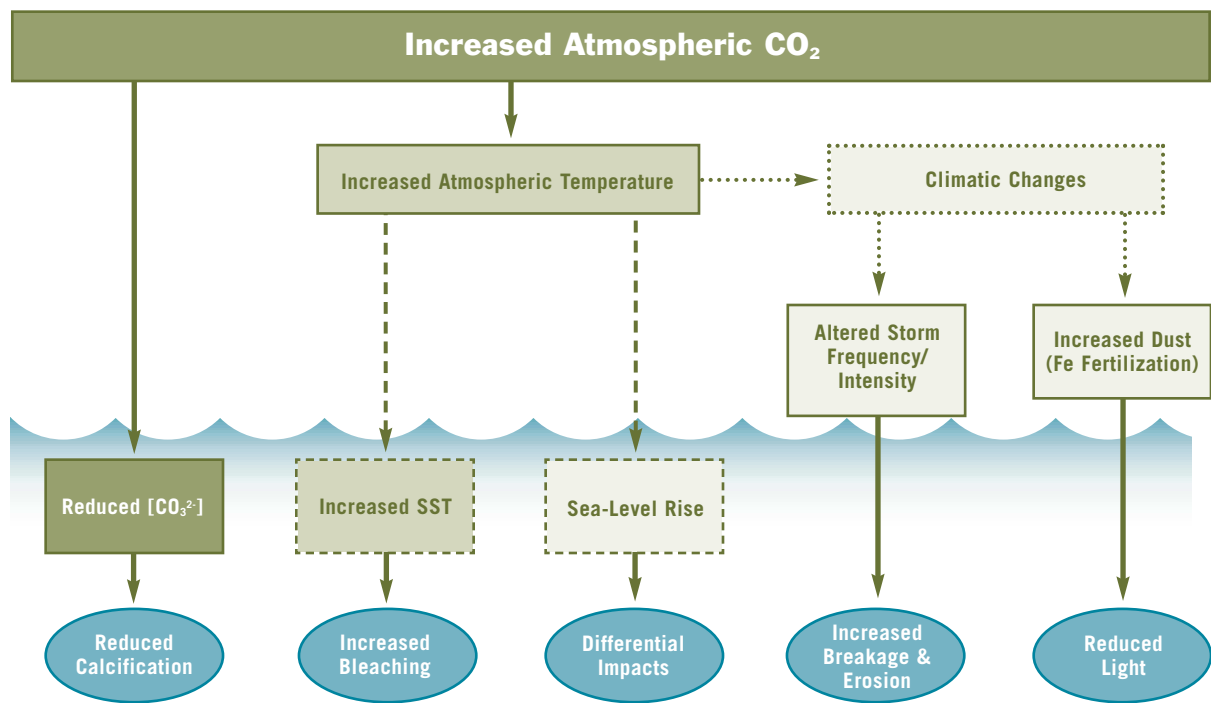 Increased Atmospheric CO₂
Increased Atmospheric Temperature
Climatic Changes
Altered Storm
Frequency/
Intensity
Increased Dust
(Fe Fertilization)
Reduced [CO₃²⁻]
Increased SST
Sea-Level Rise
Reduced
Calcification
Increased
Bleaching
Differential
Impacts
Increased
Breakage &
Erosion
Reduced
Light